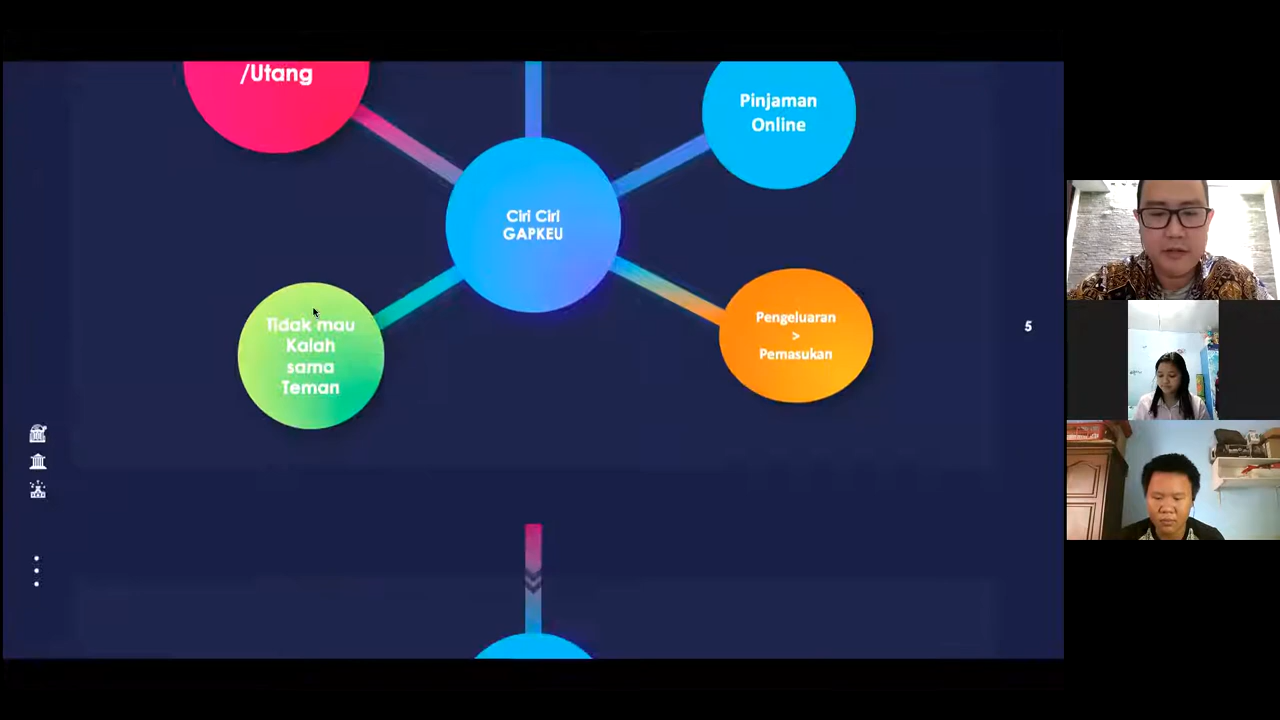 /Utang
Pinjaman
Online
Ciri Ciri
GAPKEU
Tidak mau
Kalah
sama
Teman
Pengeluaran
>
Pemasukan
5